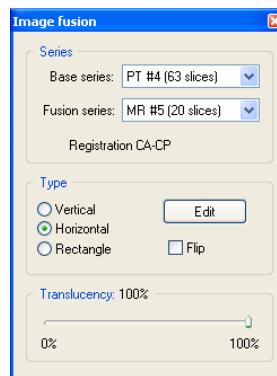 Image fusion
Series
Base series: PT #4 (63 slices)
Fusion series: MR #5 (20 slices)
Registration CA-CP
Type
Vertical
Edit
Horizontal
Rectangle
Flip
Translucency: 100%
0% 100%